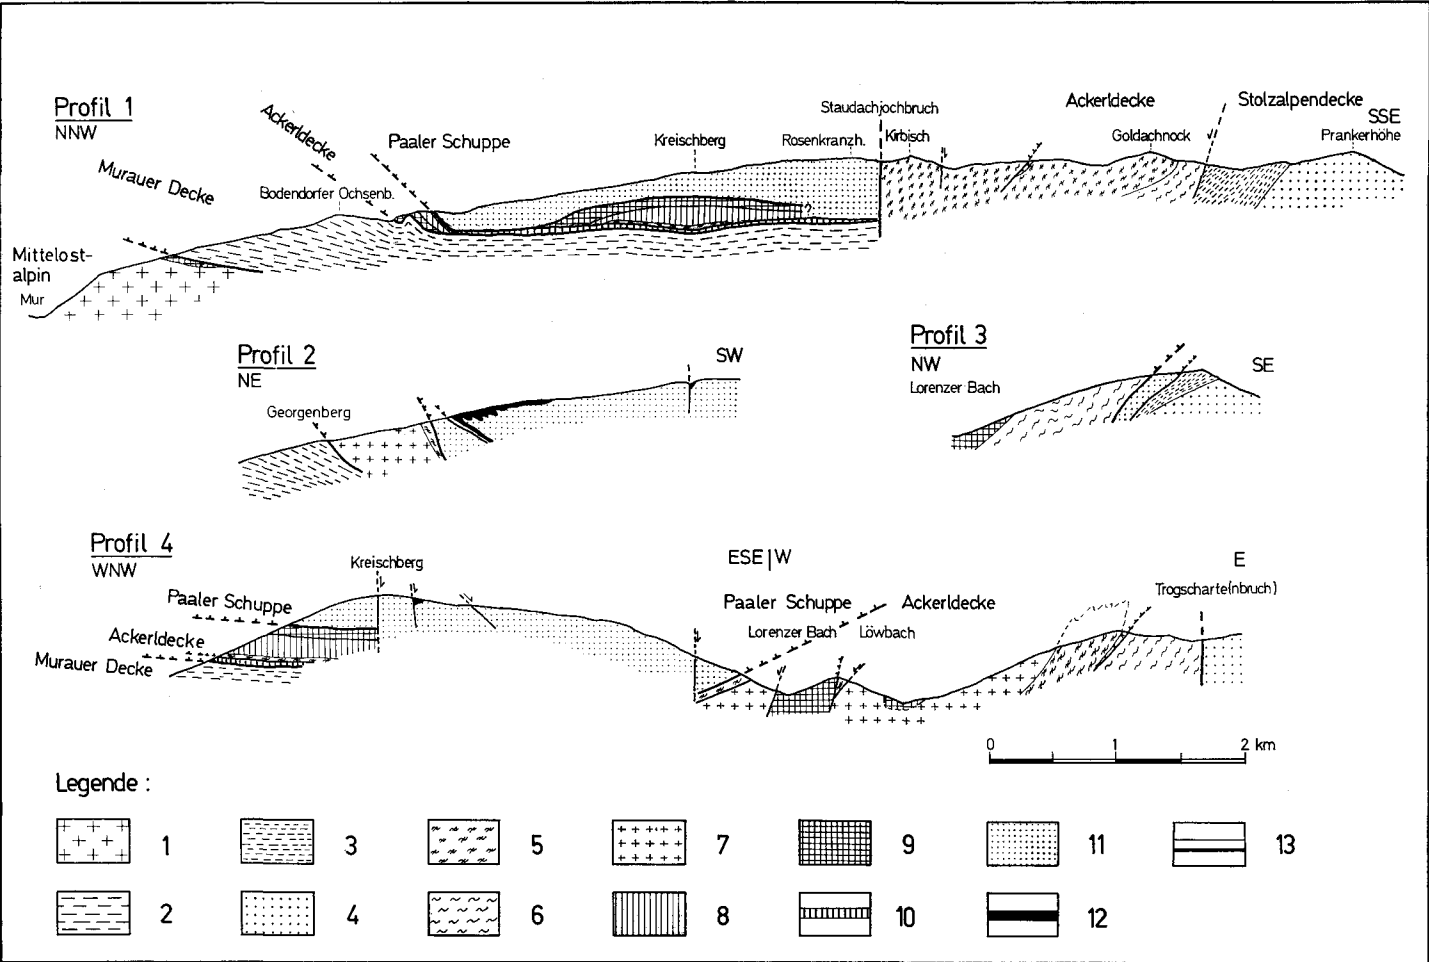 Profil 1
NNW
Murauer Decke
Ackerldecke
Paaler Schuppe
Bodendorfer Ochsenb.
Kreischberg
Rosenkranzh.
Staudachjochbruch
Kirbisch
Ackerldecke
Goldachnock
Stolzalpendecke
SSE
Prankerhöhe
Mittelost-
alpin
Mur
Profil 2
NE
Georgenberg
SW
Profil 3
NW
Lorenzer Bach
SE
Profil 4
WNW
Kreischberg
Paaler Schuppe
Ackerldecke
Murauer Decke
ESE | W
Paaler Schuppe
Ackerldecke
Lorenzer Bach
Löwbach
E
Trogscharte(nbruch)
0 1 2 km
Legende :
1 3 5 7 9 11 13
2 4 6 8 10 12